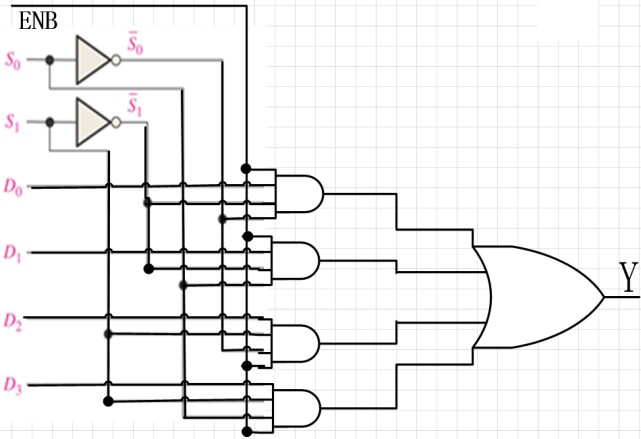 ENB
S₀
S̄₀
S₁
S̄₁
D₀
D₁
D₂
Y
D₃